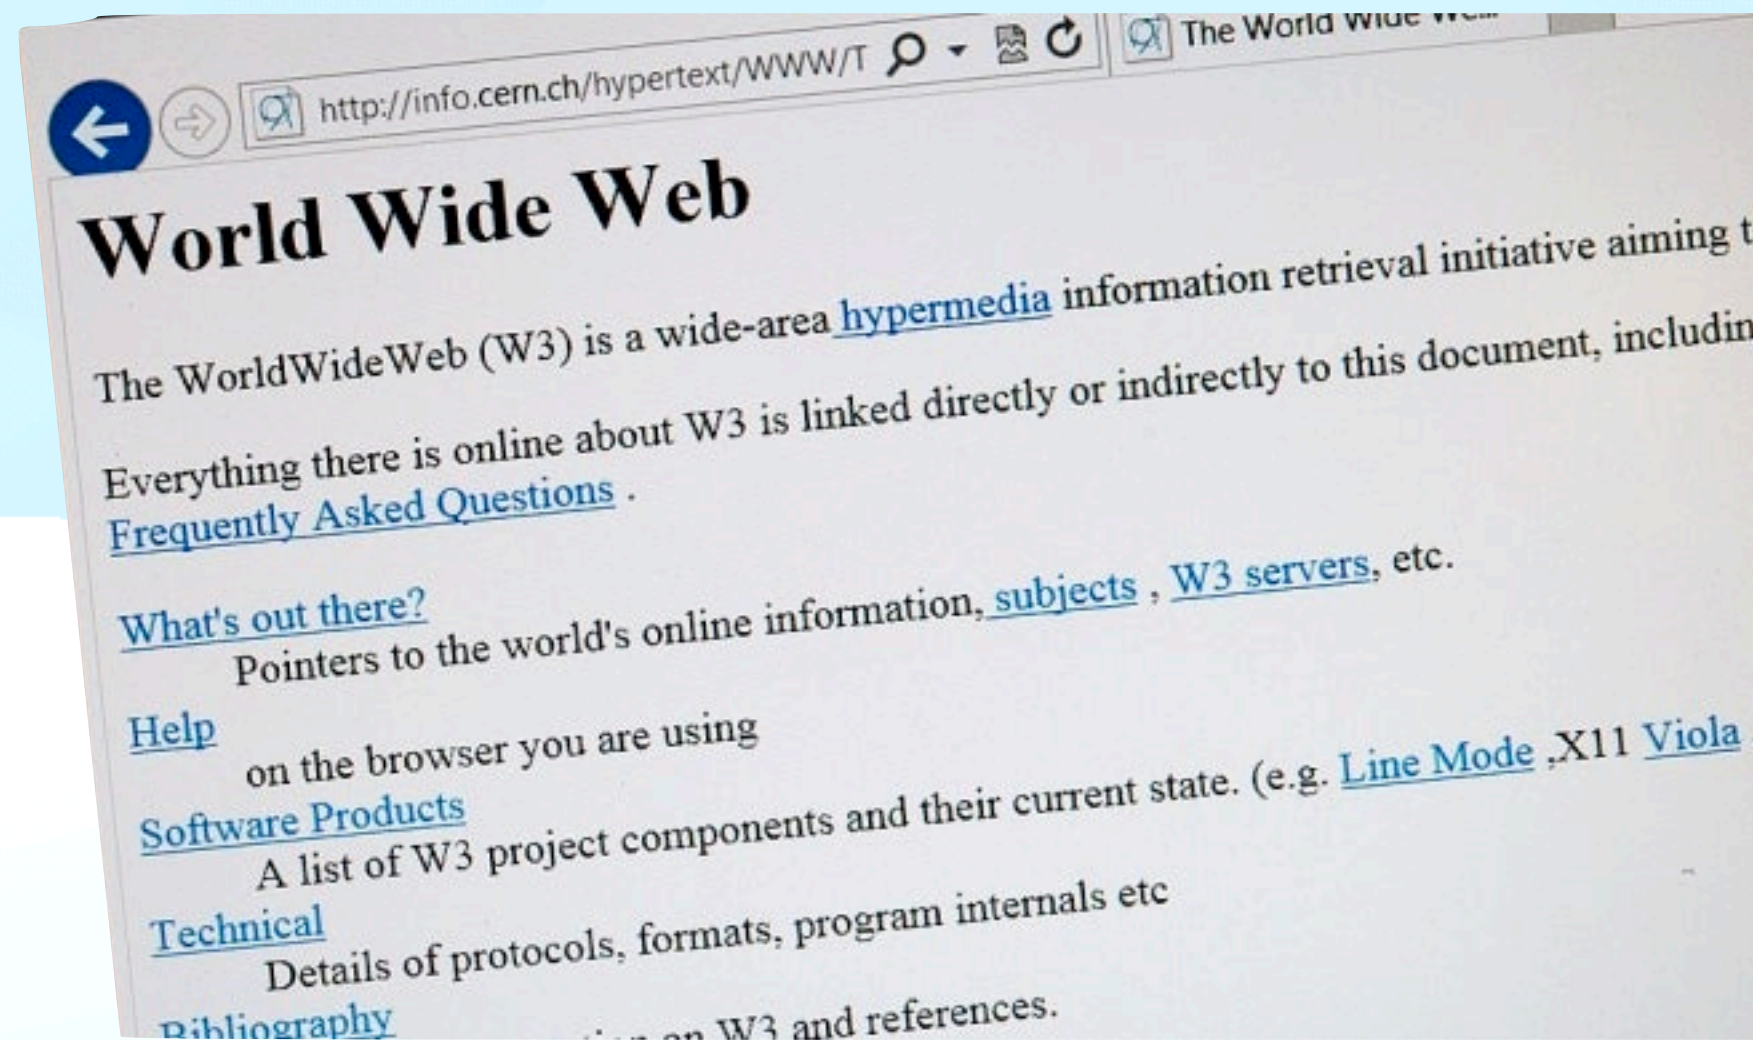 http://info.cern.ch/hypertext/WWW/T
The World Wide We...
World Wide Web
The WorldWideWeb (W3) is a wide-area hypermedia information retrieval initiative aiming t
Everything there is online about W3 is linked directly or indirectly to this document, includin
Frequently Asked Questions .
What's out there?
Pointers to the world's online information, subjects , W3 servers, etc.
Help
on the browser you are using
Software Products
A list of W3 project components and their current state. (e.g. Line Mode ,X11 Viola
Technical
Details of protocols, formats, program internals etc
Bibliography
on W3 and references.